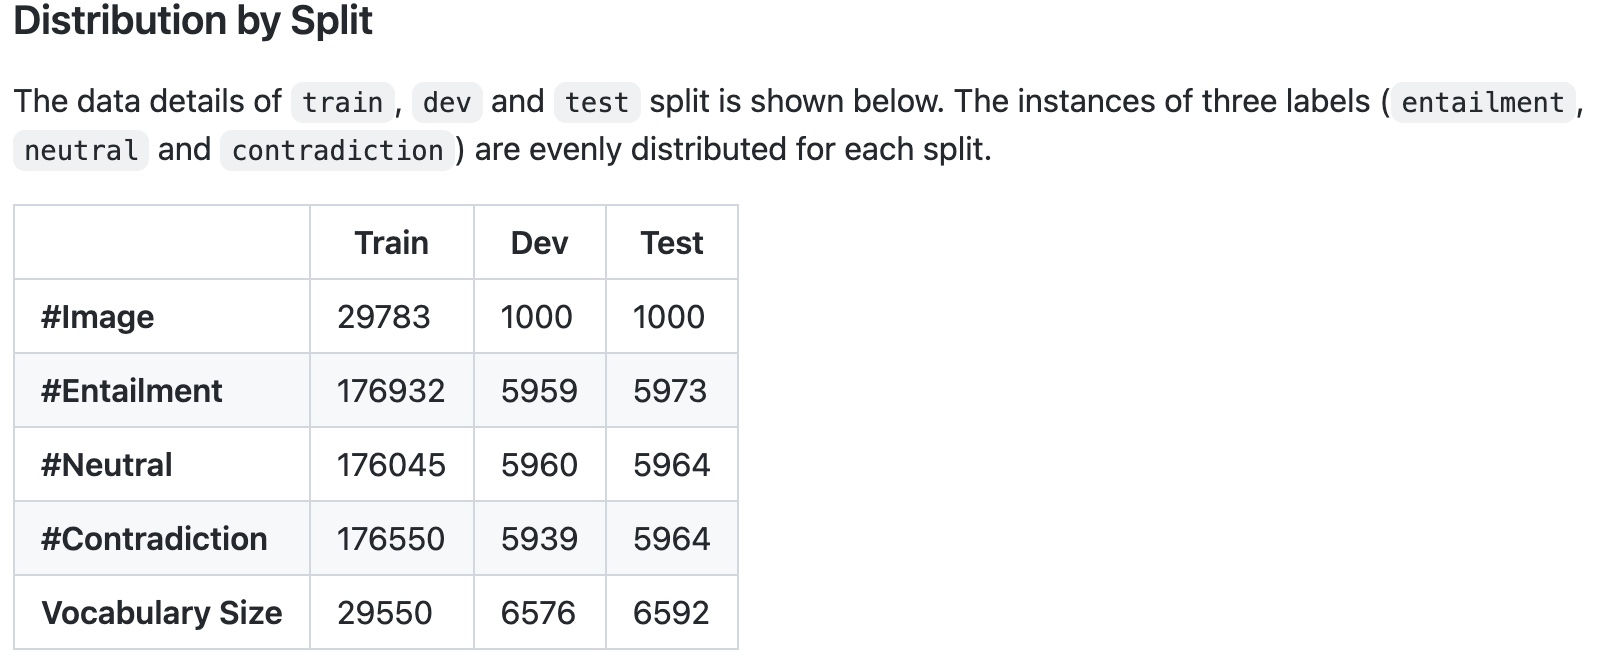 Distribution by Split
The data details of train, dev and test split is shown below. The instances of three labels (entailment,
neutral and contradiction) are evenly distributed for each split.
Train Dev Test
#Image 29783 1000 1000
#Entailment 176932 5959 5973
#Neutral 176045 5960 5964
#Contradiction 176550 5939 5964
Vocabulary Size 29550 6576 6592